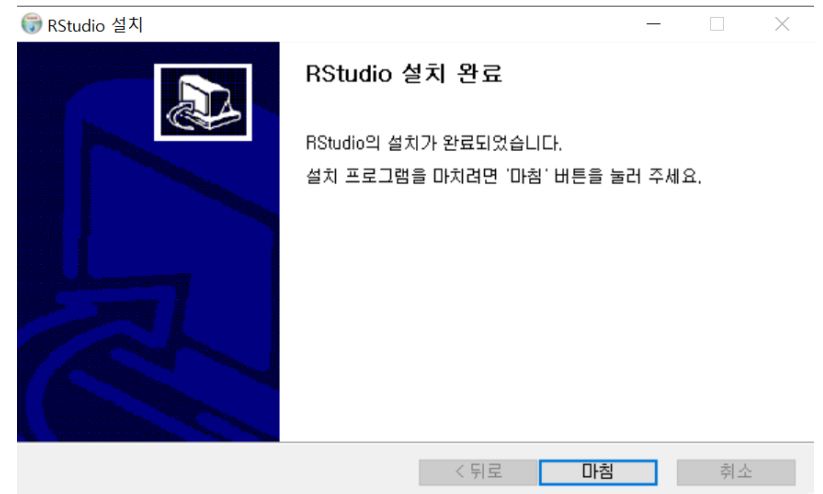 RStudio 설치
RStudio 설치 완료
RStudio의 설치가 완료되었습니다.
설치 프로그램을 마치려면 '마침' 버튼을 눌러 주세요.
< 뒤로
마침
취소